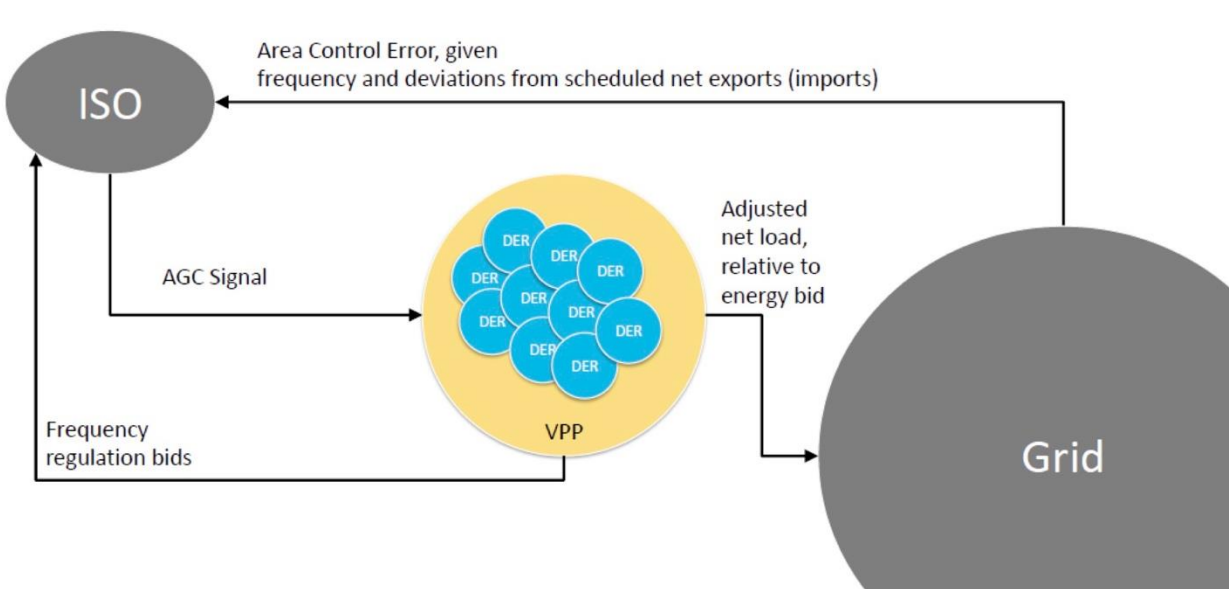 Area Control Error, given
frequency and deviations from scheduled net exports (imports)
ISO
Adjusted
net load,
relative to
energy bid
AGC Signal
DER
DER
DER
DER
DER
DER
DER
DER
DER
DER
VPP
Frequency
regulation bids
Grid